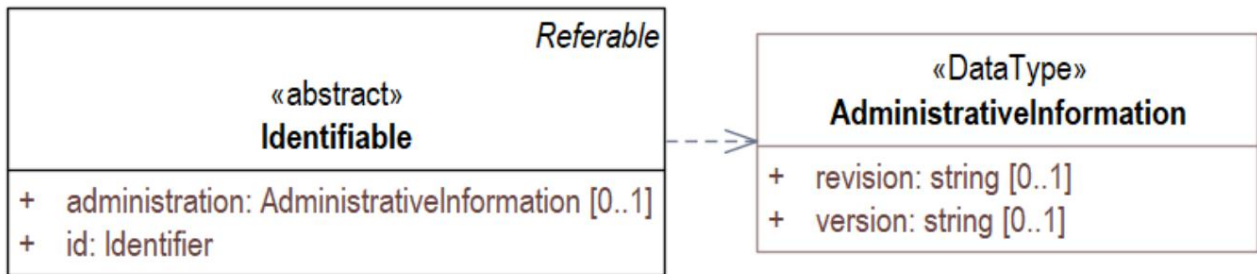 Referable
«abstract»
Identifiable
+ administration: AdministrativeInformation [0..1]
+ id: Identifier
«DataType»
AdministrativeInformation
+ revision: string [0..1]
+ version: string [0..1]